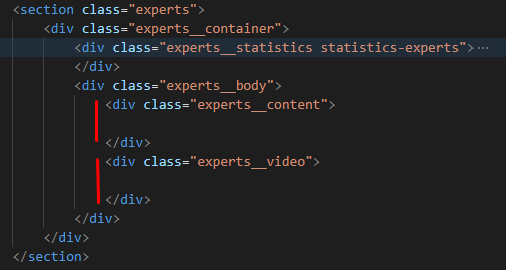 <section class="experts">
<div class="experts__container">
<div class="experts__statistics statistics-experts">···
</div>
<div class="experts__body">
<div class="experts__content">
</div>
<div class="experts__video">
</div>
</div>
</div>
</section>